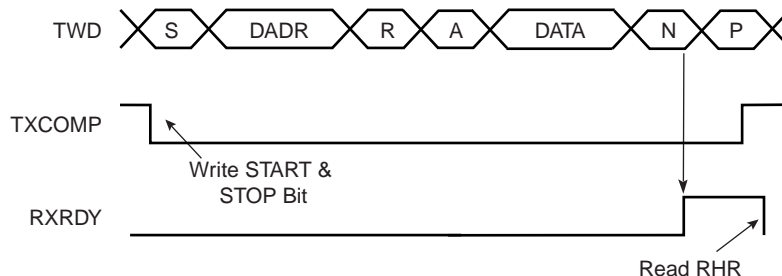 TWD S DADR R A DATA N P
TXCOMP
Write START &
STOP Bit
RXRDY
Read RHR